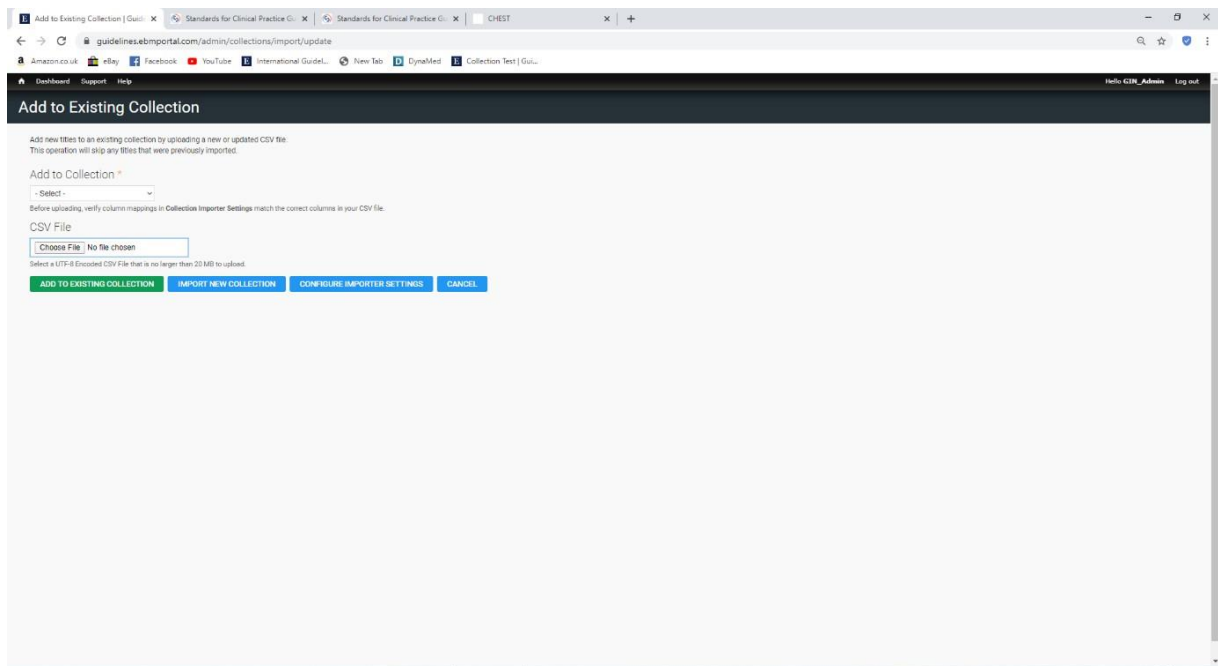 Add to Existing Collection | Guid
Standards for Clinical Practice G
Standards for Clinical Practice G
CHEST
guidelines.ebmportal.com/admin/collections/import/update
Amazon.co.uk eBay Facebook YouTube International Guidel... New Tab DynaMed Collection Test | Gui...
Dashboard Support Help
Hello GIN_Admin Log out
Add to Existing Collection
Add new titles to an existing collection by uploading a new or updated CSV file.
This operation will skip any titles that were previously imported.
Add to Collection *
- Select -
Before uploading, verify column mappings in Collection Importer Settings match the correct columns in your CSV file.
CSV File
Choose File No file chosen
Select a UTF-8 Encoded CSV File that is no larger than 20 MB to upload.
ADD TO EXISTING COLLECTION IMPORT NEW COLLECTION CONFIGURE IMPORTER SETTINGS CANCEL